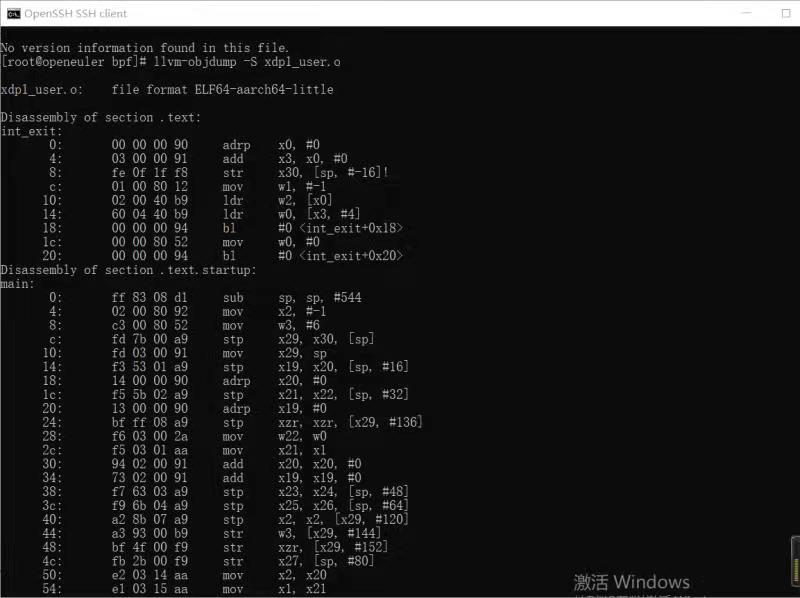 OpenSSH SSH client
No version information found in this file.
[root@openeuler bpf]# llvm-objdump -S xdp1_user.o
xdp1_user.o: file format ELF64-aarch64-little
Disassembly of section .text:
int_exit:
0: 00 00 00 90 adrp x0, #0
4: 03 00 00 91 add x3, x0, #0
8: fe 0f 1f f8 str x30, [sp, #-16]!
c: 01 00 80 12 mov w1, #-1
10: 02 00 40 b9 ldr w2, [x0]
14: 60 04 40 b9 ldr w0, [x3, #4]
18: 00 00 00 94 bl #0 <int_exit+0x18>
1c: 00 00 80 52 mov w0, #0
20: 00 00 00 94 bl #0 <int_exit+0x20>
Disassembly of section .text.startup:
main:
0: ff 83 08 d1 sub sp, sp, #544
4: 02 00 80 92 mov x2, #-1
8: c3 00 80 52 mov w3, #6
c: fd 7b 00 a9 stp x29, x30, [sp]
10: fd 03 00 91 mov x29, sp
14: f3 53 01 a9 stp x19, x20, [sp, #16]
18: 14 00 00 90 adrp x20, #0
1c: f5 5b 02 a9 stp x21, x22, [sp, #32]
20: 13 00 00 90 adrp x19, #0
24: bf ff 08 a9 stp xzr, xzr, [x29, #136]
28: f6 03 00 2a mov w22, w0
2c: f5 03 01 aa mov x21, x1
30: 94 02 00 91 add x20, x20, #0
34: 73 02 00 91 add x19, x19, #0
38: f7 63 03 a9 stp x23, x24, [sp, #48]
3c: f9 6b 04 a9 stp x25, x26, [sp, #64]
40: a2 8b 07 a9 stp x2, x2, [x29, #120]
44: a3 93 00 b9 str w3, [x29, #144]
48: bf 4f 00 f9 str xzr, [x29, #152]
4c: fb 2b 00 f9 str x27, [sp, #80]
50: e2 03 14 aa mov x2, x20
54: e1 03 15 aa mov x1, x21
激活 Windows